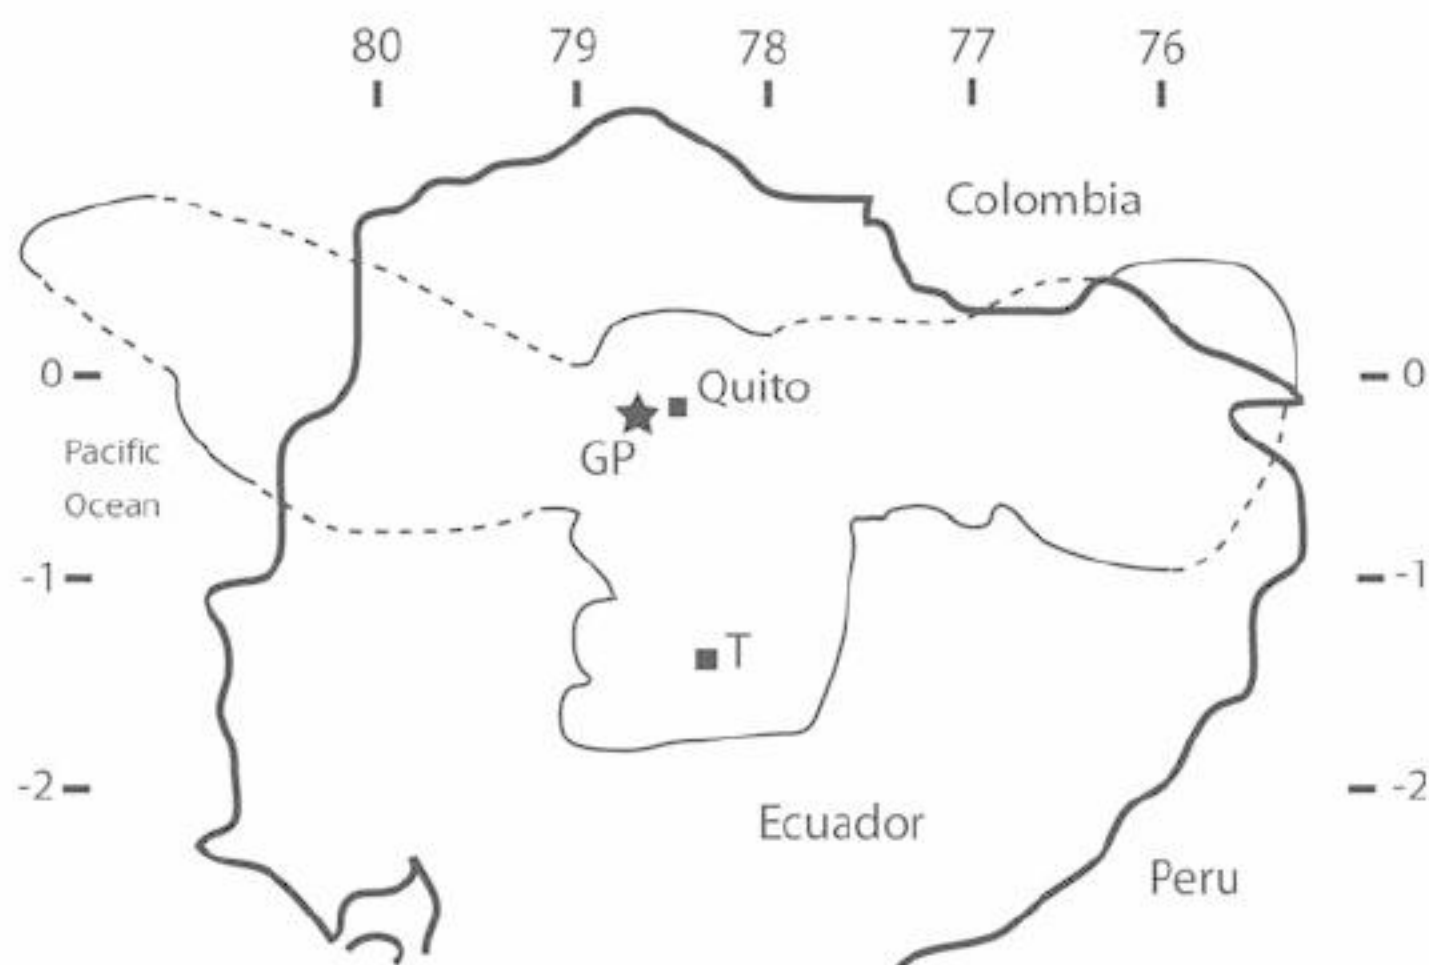 80 79 78 77 76
Colombia
0
0
Quito
GP
Pacific
Ocean
-1
-1
T
-2
-2
Ecuador
Peru